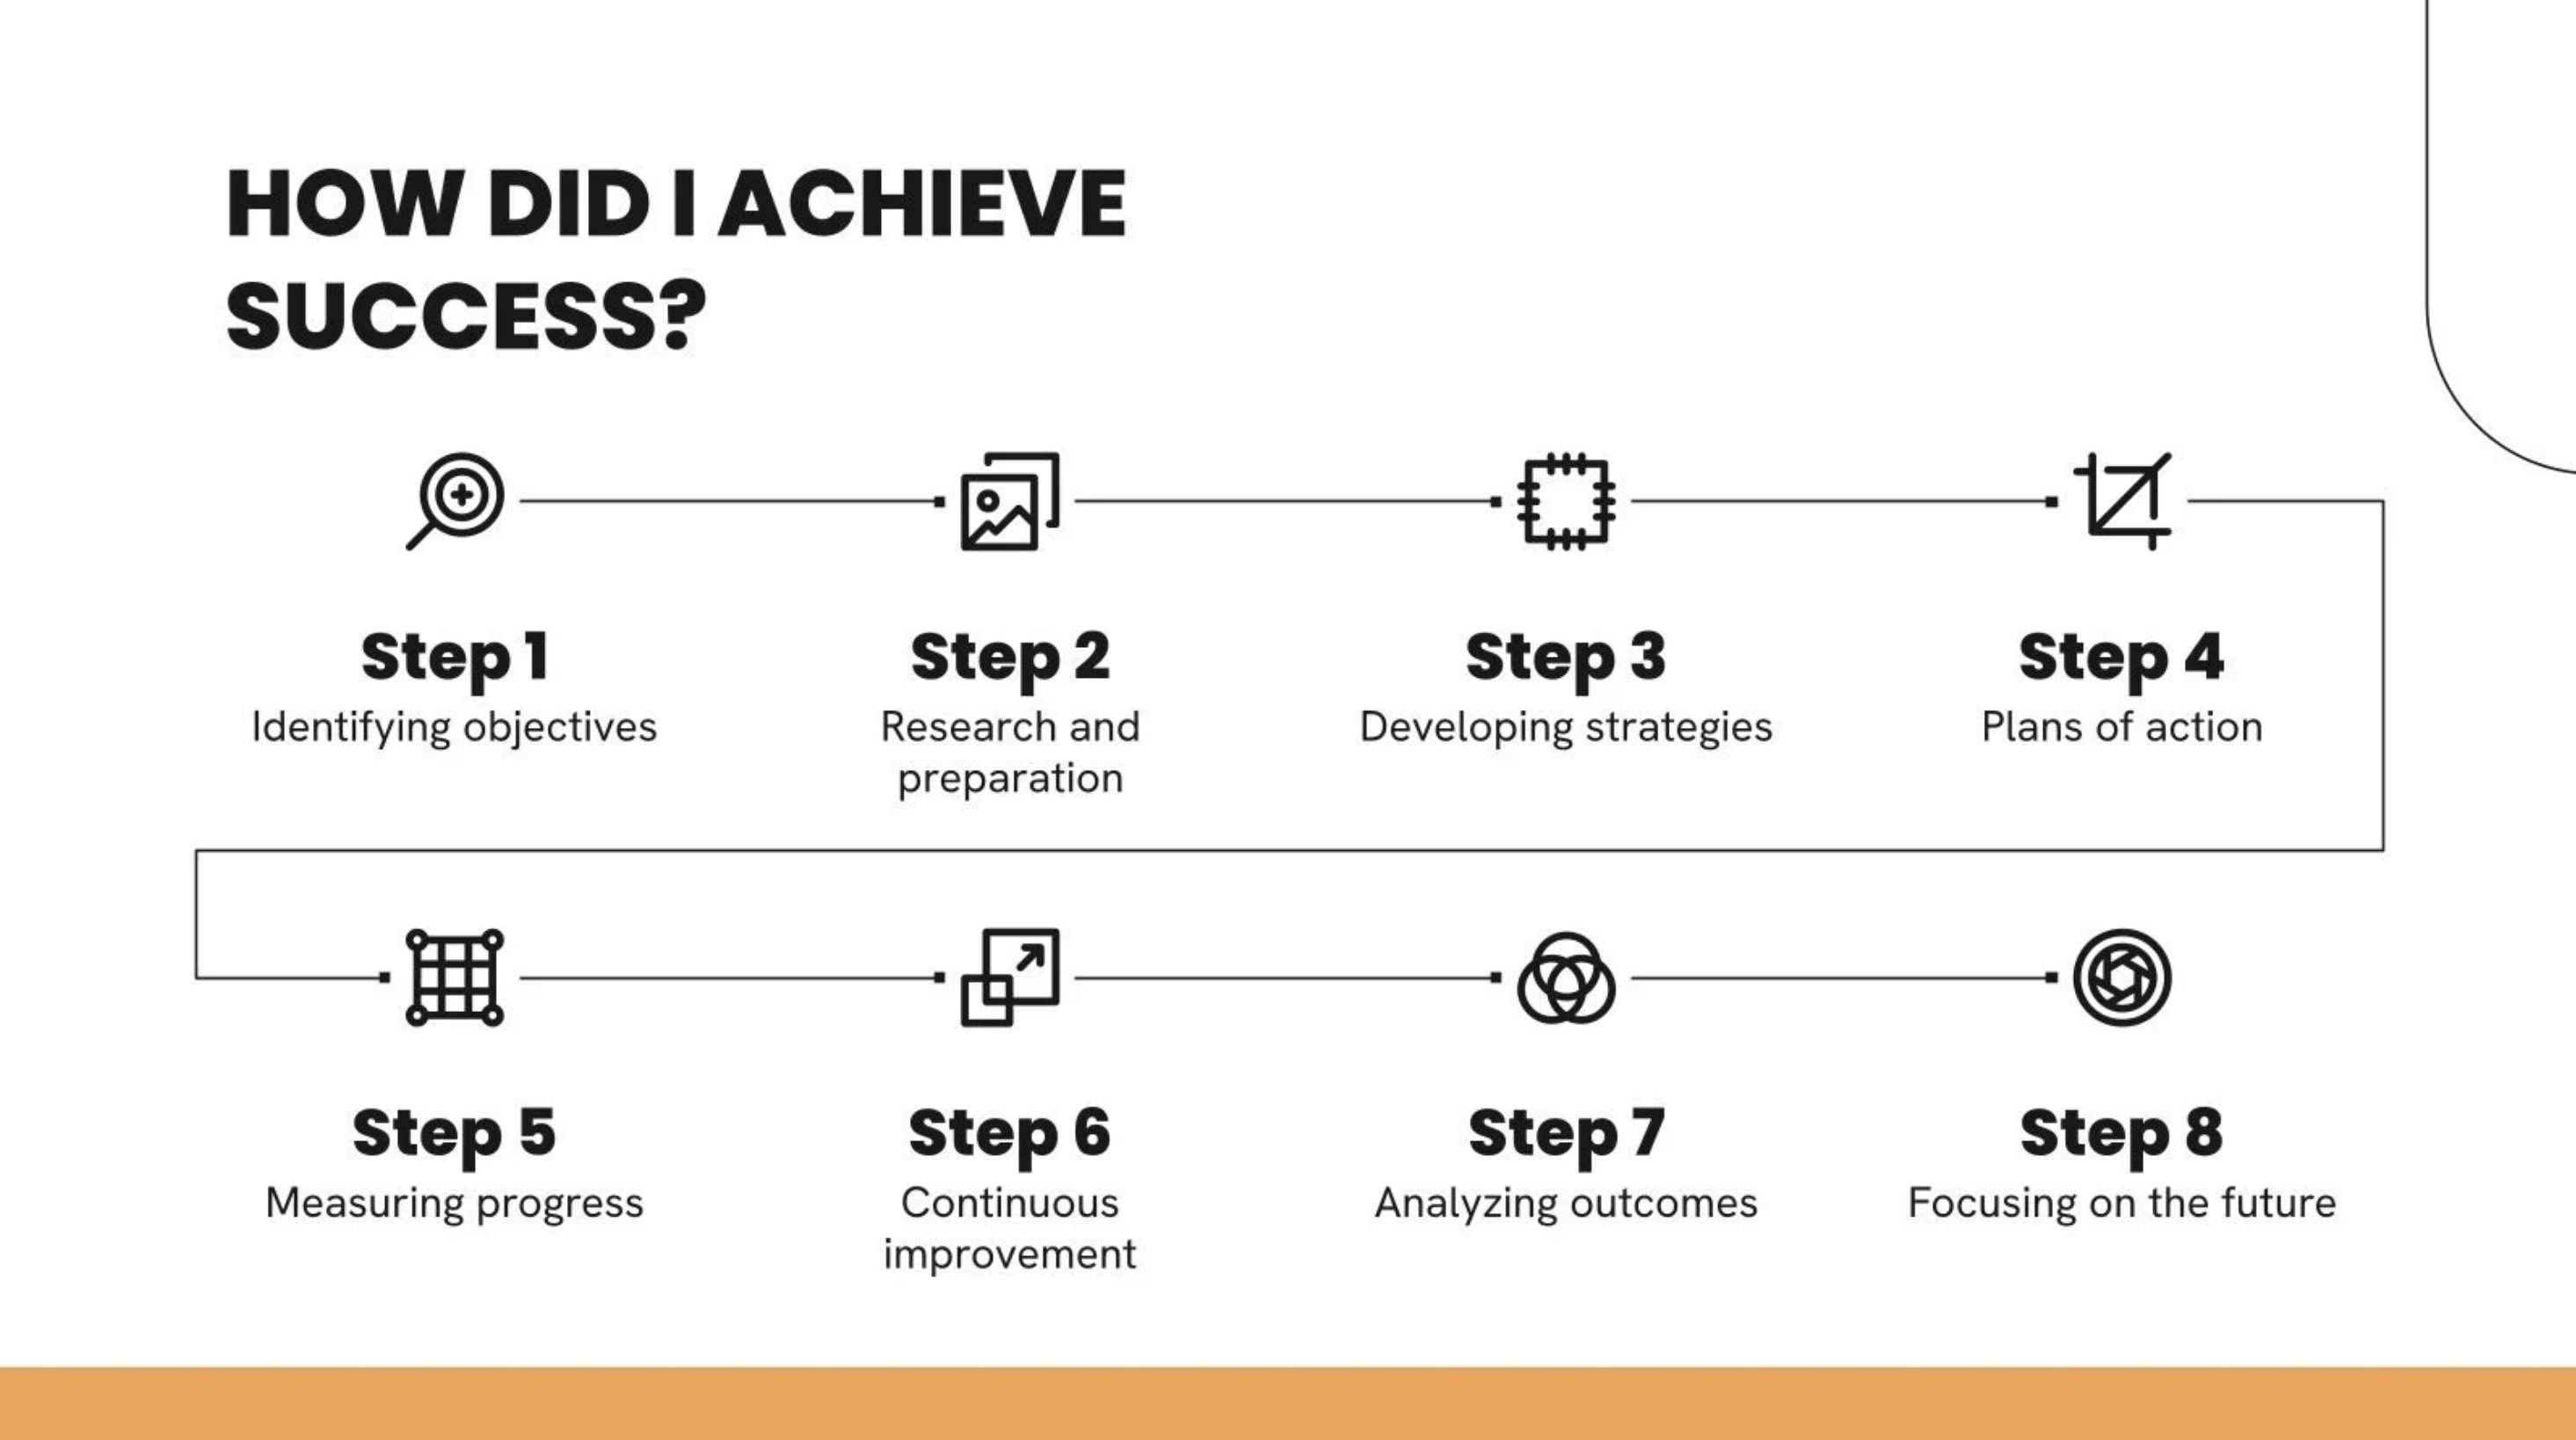 HOW DID I ACHIEVE
SUCCESS?
Step 1
Identifying objectives
Step 2
Research and
preparation
Step 3
Developing strategies
Step 4
Plans of action
Step 5
Measuring progress
Step 6
Continuous
improvement
Step 7
Analyzing outcomes
Step 8
Focusing on the future